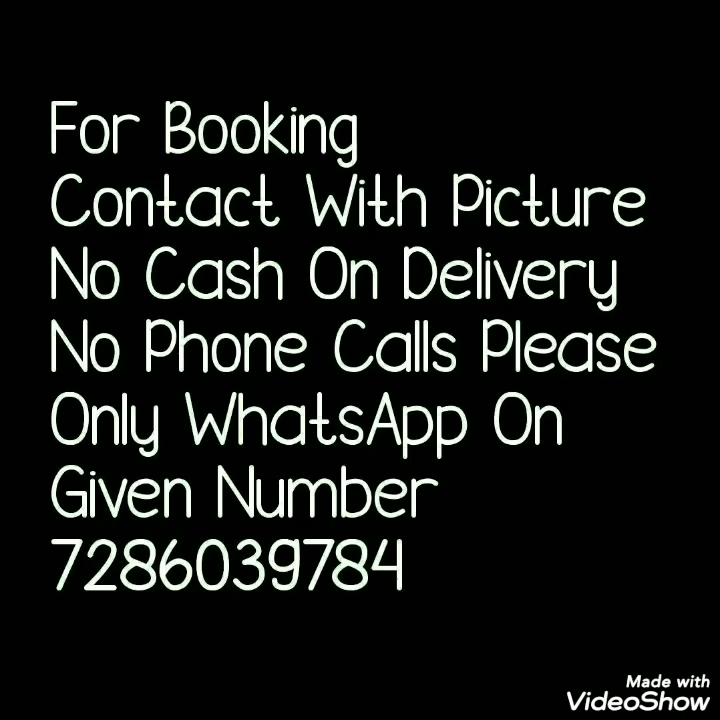 For Booking
Contact With Picture
No Cash On Delivery
No Phone Calls Please
Only WhatsApp On
Given Number
7286039784
Made with
VideoShow